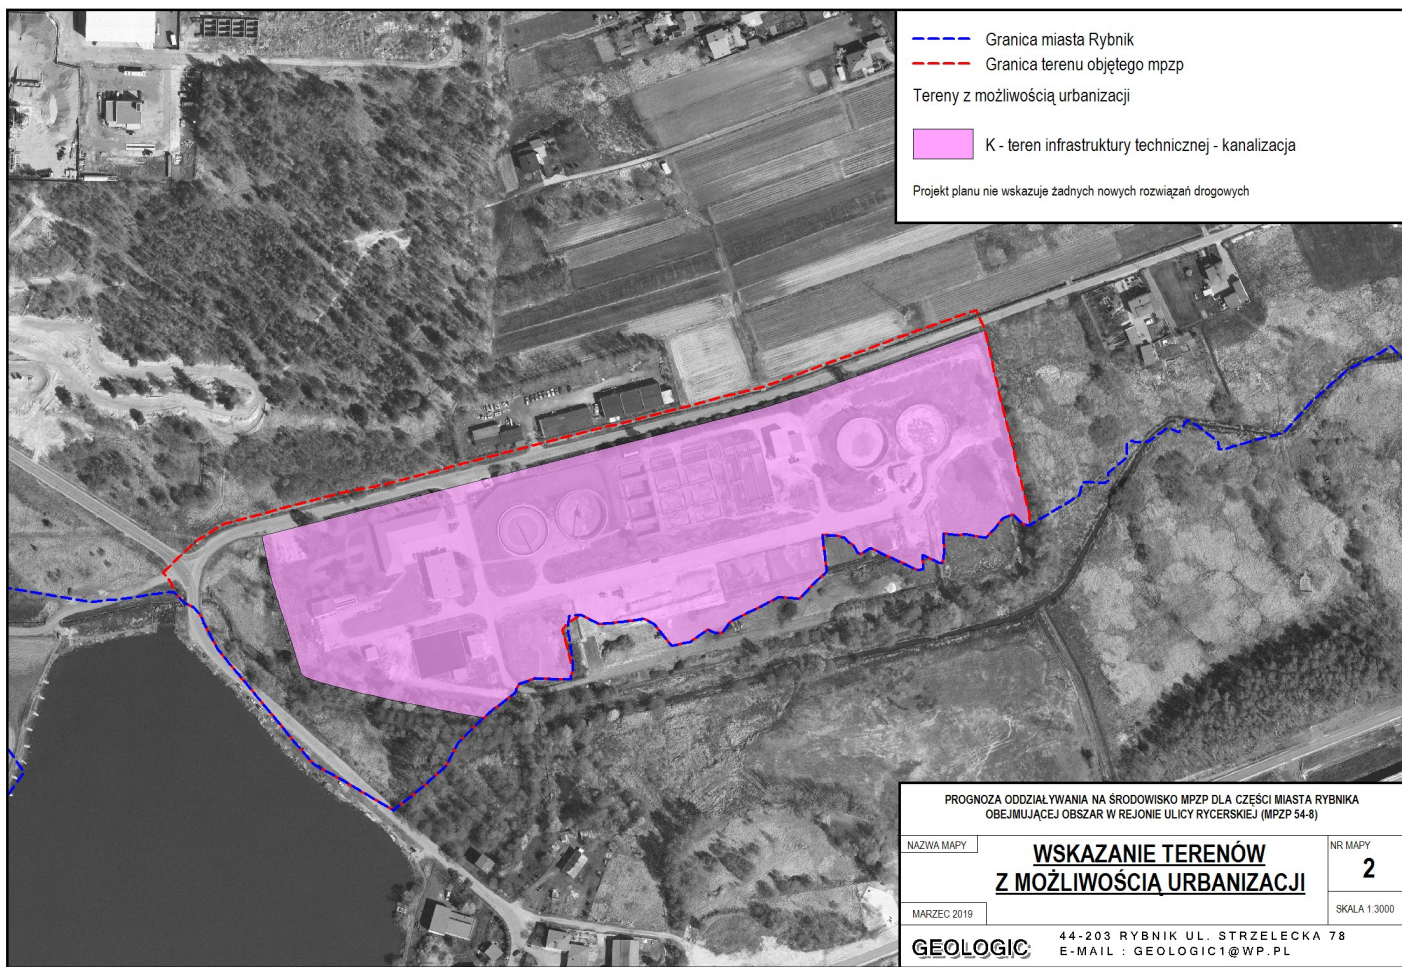 Granica miasta Rybnik
Granica terenu objętego mpzp
Tereny z możliwością urbanizacji
K - teren infrastruktury technicznej - kanalizacja
Projekt planu nie wskazuje żadnych nowych rozwiązań drogowych
PROGNOZA ODDZIAŁYWANIA NA ŚRODOWISKO MPZP DLA CZĘŚCI MIASTA RYBNIKA
OBEJMUJĄCEJ OBSZAR W REJONIE ULICY RYCERSKIEJ (MPZP 54-8)
NAZWA MAPY
WSKAZANIE TERENÓW
Z MOŻLIWOŚCIĄ URBANIZACJI
NR MAPY
2
MARZEC 2019
SKALA 1:3000
GEOLOGIC
44-203 RYBNIK UL. STRZELECKA 78
E-MAIL : GEOLOGIC1@WP.PL